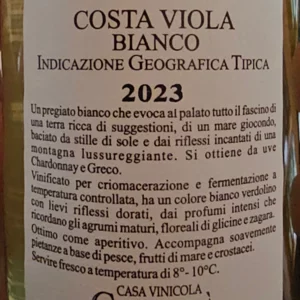 COSTA VIOLA
BIANCO
INDICAZIONE GEOGRAFICA TIPICA
2023
Un pregiato bianco che evoca al palato tutto il fascino di
una terra ricca di suggestioni, di un mare giocondo,
baciato da stille di sole e dai riflessi incantati di una
montagna lussureggiante. Si ottiene da uve
Chardonnay e Greco.
Vinificato per criomacerazione e fermentazione a
temperatura controllata, ha un colore bianco verdolino
con lievi riflessi dorati, dai profumi intensi che
ricordano gli agrumi maturi, floreali di glicine e zagara.
Ottimo come aperitivo. Accompagna soavemente
pietanze a base di pesce, frutti di mare e crostacei.
Servire fresco a temperatura di 8°- 10°C.
CASA VINICOLA